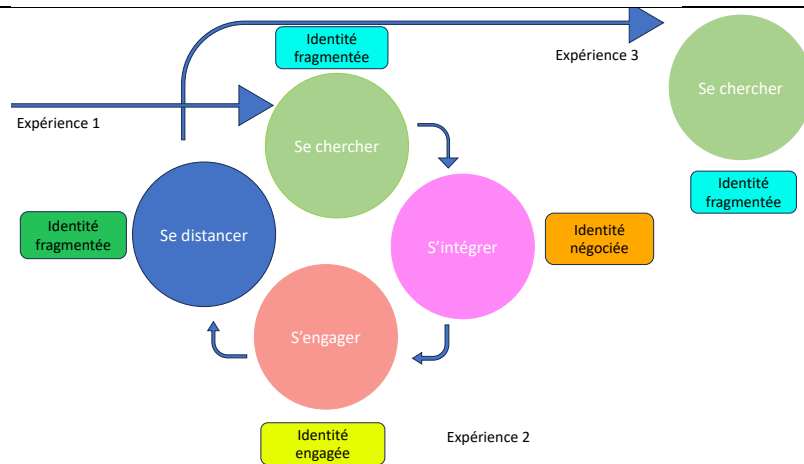 Identité
fragmentée
Expérience 3
Se chercher
Expérience 1
Se chercher
Identité
fragmentée
Identité
fragmentée
Se distancer
S'intégrer
Identité
négociée
S'engager
Identité
engagée
Expérience 2